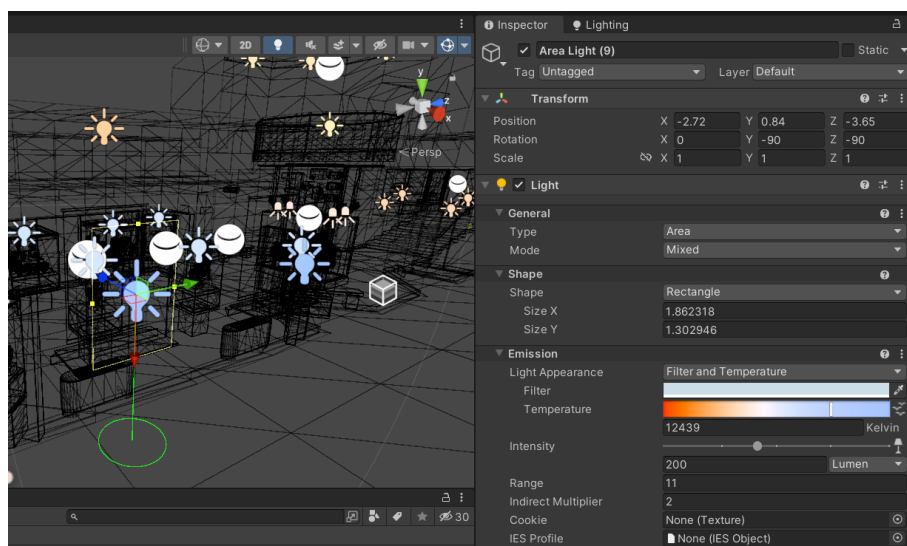 Inspector Lighting
2D
Area Light (9) Static
Tag Untagged Layer Default
y
z
x
Persp
Transform
Position X -2.72 Y 0.84 Z -3.65
Rotation X 0 Y -90 Z -90
Scale X 1 Y 1 Z 1
Light
General
Type Area
Mode Mixed
Shape
Shape Rectangle
Size X 1.862318
Size Y 1.302946
Emission
Light Appearance Filter and Temperature
Filter
Temperature
12439 Kelvin
Intensity
200 Lumen
Range 11
Indirect Multiplier 2
Cookie None (Texture)
IES Profile None (IES Object)
30